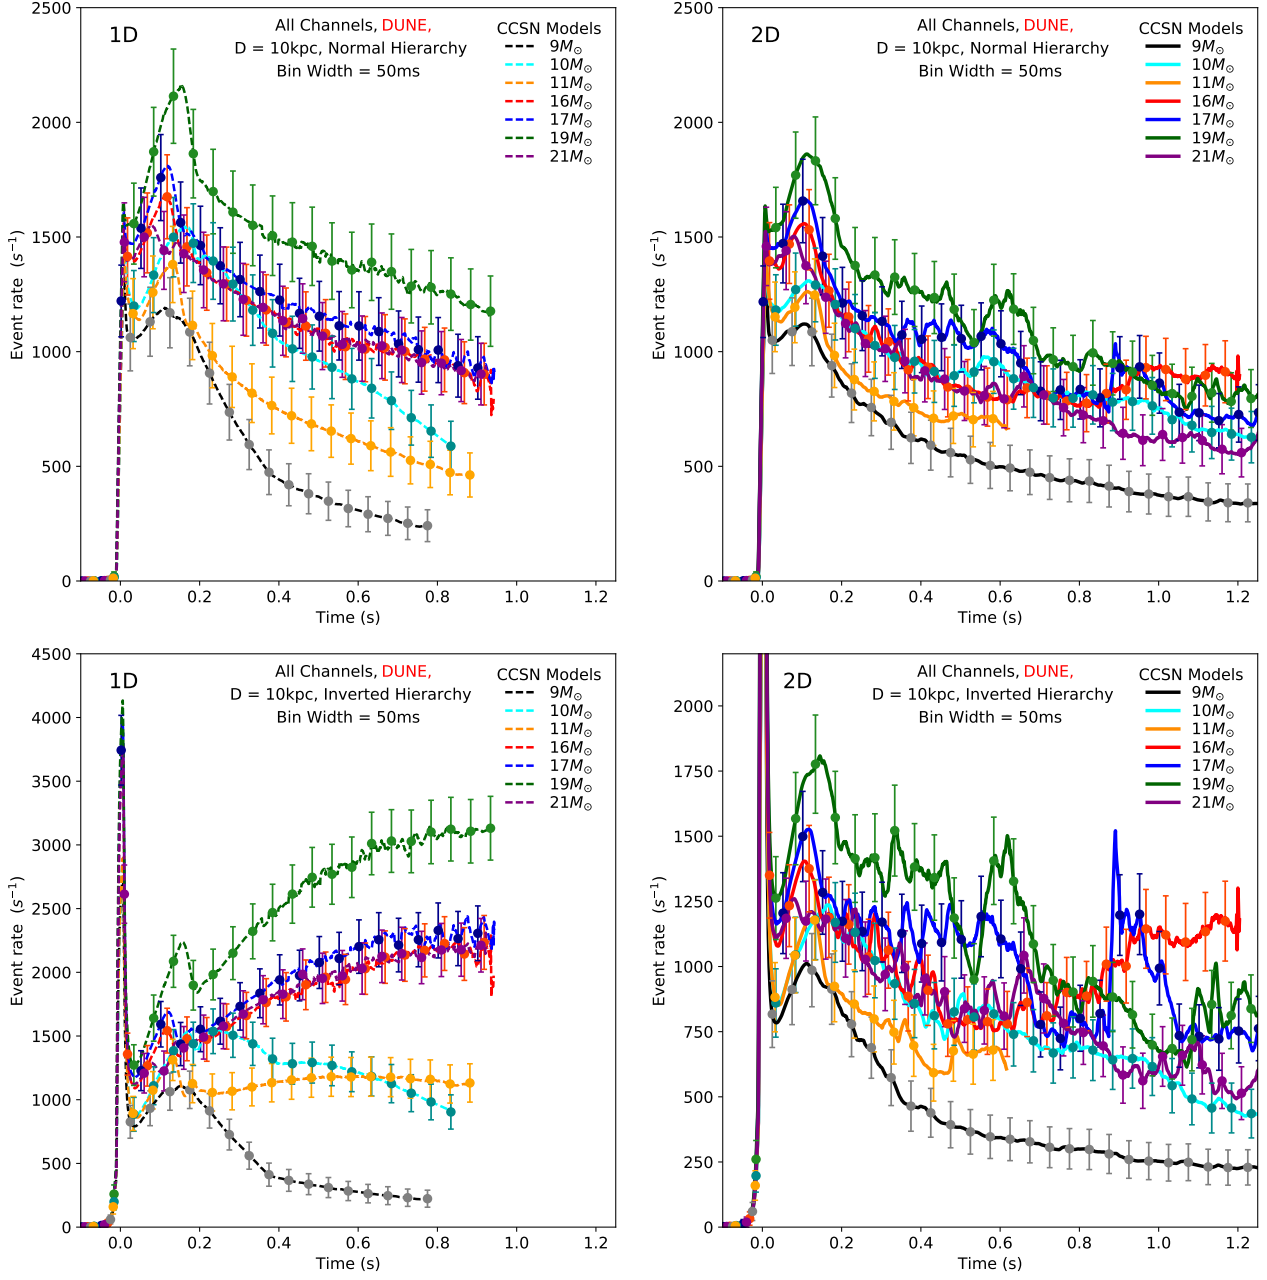 1D
All Channels, DUNE,
D = 10kpc, Normal Hierarchy
Bin Width = 50ms
CCSN Models
9M⊙
10M⊙
11M⊙
16M⊙
17M⊙
19M⊙
21M⊙
2500
2000
1500
1000
500
0
Event rate (s⁻¹)
0.0 0.2 0.4 0.6 0.8 1.0 1.2
Time (s)
2D
All Channels, DUNE,
D = 10kpc, Normal Hierarchy
Bin Width = 50ms
CCSN Models
9M⊙
10M⊙
11M⊙
16M⊙
17M⊙
19M⊙
21M⊙
2500
2000
1500
1000
500
0
Event rate (s⁻¹)
0.0 0.2 0.4 0.6 0.8 1.0 1.2
Time (s)
1D
All Channels, DUNE,
D = 10kpc, Inverted Hierarchy
Bin Width = 50ms
CCSN Models
9M⊙
10M⊙
11M⊙
16M⊙
17M⊙
19M⊙
21M⊙
4500
4000
3500
3000
2500
2000
1500
1000
500
0
Event rate (s⁻¹)
0.0 0.2 0.4 0.6 0.8 1.0 1.2
Time (s)
2D
All Channels, DUNE,
D = 10kpc, Inverted Hierarchy
Bin Width = 50ms
CCSN Models
9M⊙
10M⊙
11M⊙
16M⊙
17M⊙
19M⊙
21M⊙
2000
1750
1500
1250
1000
750
500
250
0
Event rate (s⁻¹)
0.0 0.2 0.4 0.6 0.8 1.0 1.2
Time (s)